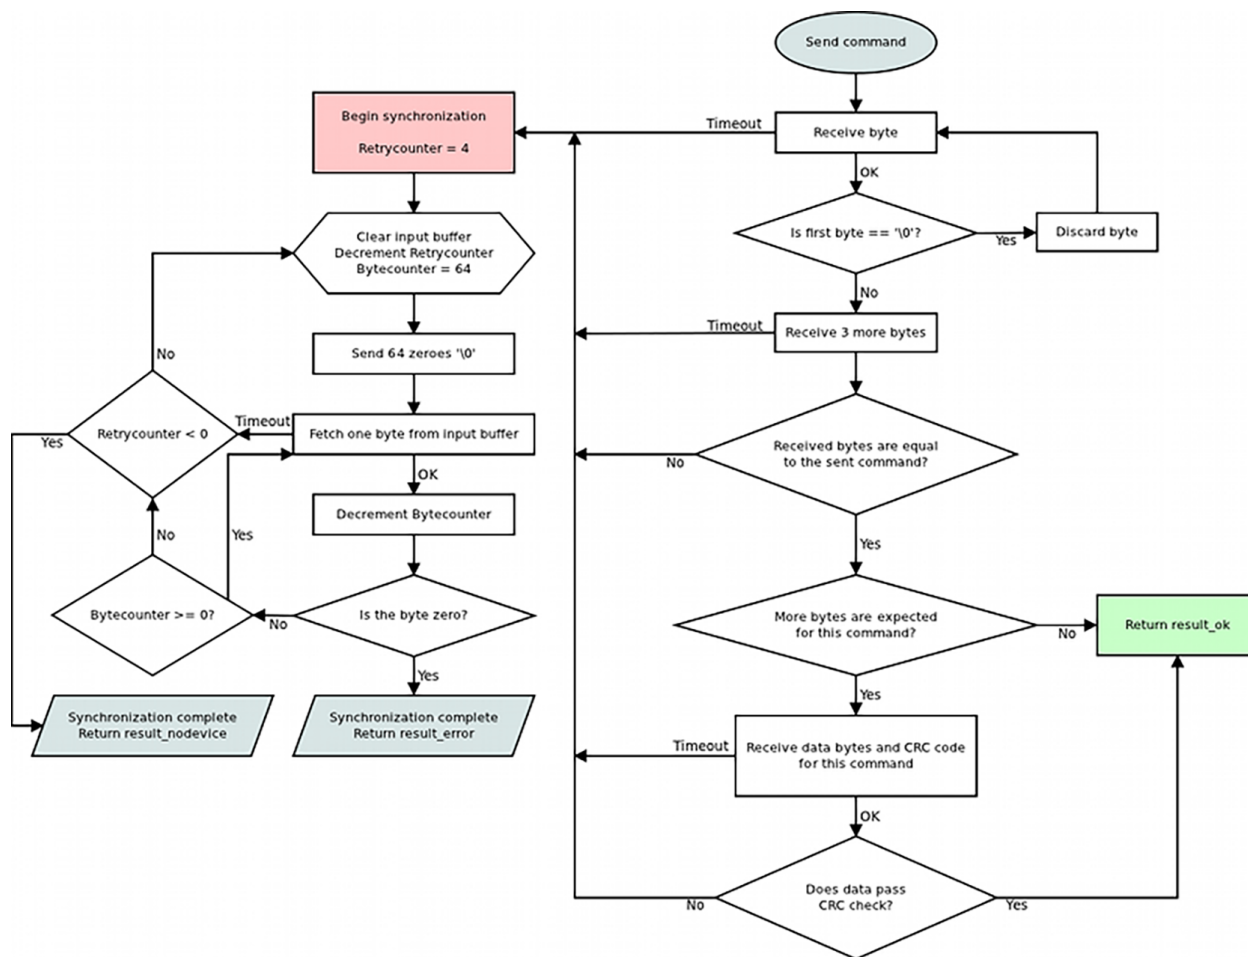 Send command
Begin synchronization
Retrycounter = 4
Timeout
Receive byte
OK
Clear input buffer
Decrement Retrycounter
Bytecounter = 64
Is first byte == '\0'?
Yes
Discard byte
No
Timeout
Receive 3 more bytes
Send 64 zeroes '\0'
No
Retrycounter < 0
Yes
Timeout
Fetch one byte from input buffer
OK
Received bytes are equal
to the sent command?
No
Decrement Bytecounter
No
Yes
Yes
Bytecounter >= 0?
No
Is the byte zero?
Yes
More bytes are expected
for this command?
No
Return result_ok
Yes
Synchronization complete
Return result_nodevice
Synchronization complete
Return result_error
Timeout
Receive data bytes and CRC code
for this command
OK
Does data pass
CRC check?
No
Yes